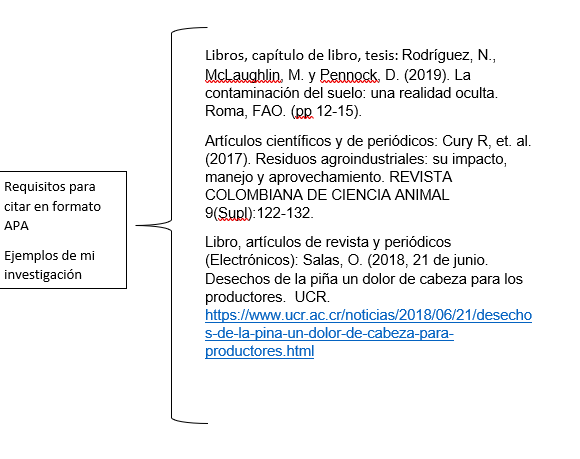 Requisitos para
citar en formato
APA
Ejemplos de mi
investigación
Libros, capítulo de libro, tesis: Rodríguez, N.,
McLaughlin, M. y Pennock, D. (2019). La
contaminación del suelo: una realidad oculta.
Roma, FAO. (pp 12-15).
Artículos científicos y de periódicos: Cury R, et. al.
(2017). Residuos agroindustriales: su impacto,
manejo y aprovechamiento. REVISTA
COLOMBIANA DE CIENCIA ANIMAL
9(Supl):122-132.
Libro, artículos de revista y periódicos
(Electrónicos): Salas, O. (2018, 21 de junio.
Desechos de la piña un dolor de cabeza para los
productores.  UCR.
https://www.ucr.ac.cr/noticias/2018/06/21/desecho
s-de-la-pina-un-dolor-de-cabeza-para-
productores.html